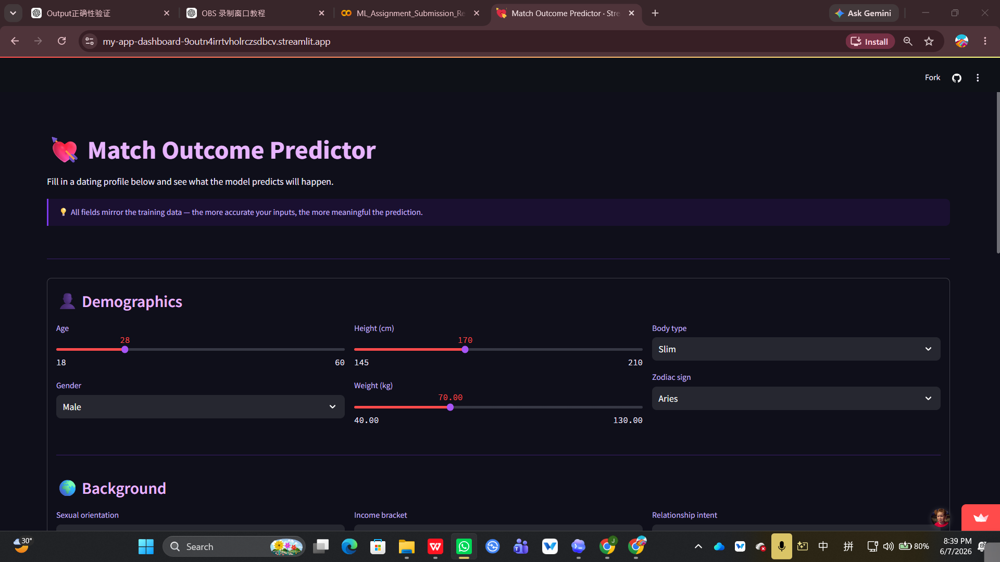 Output正确性验证
OBS 录制窗口教程
ML_Assignment_Submission_Re
Match Outcome Predictor · Stre
Ask Gemini
my-app-dashboard-9outn4irrtvholrczsdbcv.streamlit.app
Install
Fork
Match Outcome Predictor
Fill in a dating profile below and see what the model predicts will happen.
All fields mirror the training data — the more accurate your inputs, the more meaningful the prediction.
Demographics
Age
Height (cm)
Body type
28
170
Slim
18
60
145
210
Zodiac sign
Gender
Weight (kg)
70.00
Aries
Male
40.00
130.00
Background
Sexual orientation
Income bracket
Relationship intent
30°
Search
J
中
拼
80%
8:39 PM
6/7/2026